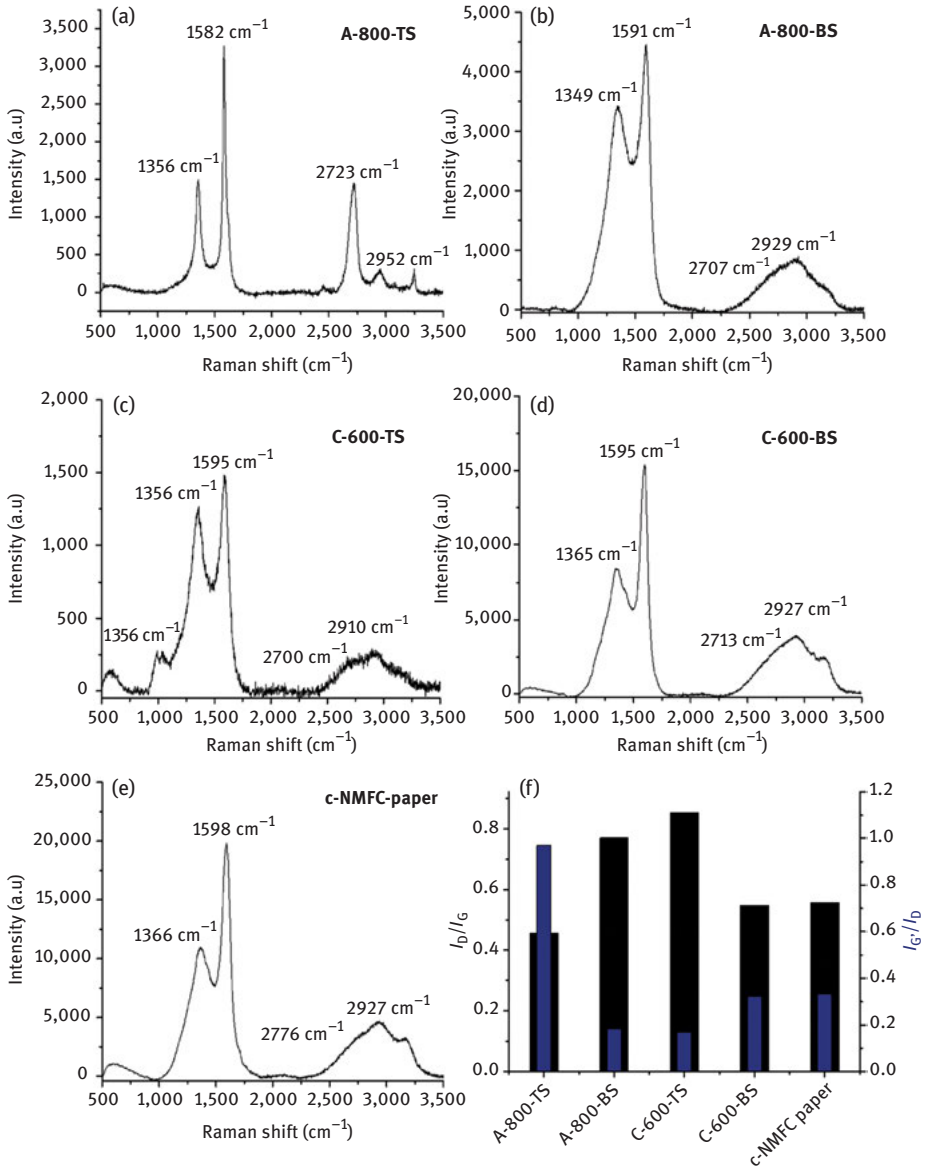 (a)
A-800-TS
3,500
3,000
2,500
2,000
1,500
1,000
500
0
Intensity (a.u)
1582 cm⁻¹
1356 cm⁻¹
2723 cm⁻¹
2952 cm⁻¹
500 1,000 1,500 2,000 2,500 3,000 3,500
Raman shift (cm⁻¹)
(b)
A-800-BS
5,000
4,000
3,000
2,000
1,000
0
Intensity (a.u)
1591 cm⁻¹
1349 cm⁻¹
2929 cm⁻¹
2707 cm⁻¹
500 1,000 1,500 2,000 2,500 3,000 3,500
Raman shift (cm⁻¹)
(c)
C-600-TS
2,000
1,500
1,000
500
0
Intensity (a.u)
1595 cm⁻¹
1356 cm⁻¹
1356 cm⁻¹
2910 cm⁻¹
2700 cm⁻¹
500 1,000 1,500 2,000 2,500 3,000 3,500
Raman shift (cm⁻¹)
(d)
C-600-BS
20,000
15,000
10,000
5,000
0
Intensity (a.u)
1595 cm⁻¹
1365 cm⁻¹
2927 cm⁻¹
2713 cm⁻¹
500 1,000 1,500 2,000 2,500 3,000 3,500
Raman shift (cm⁻¹)
(e)
c-NMFC-paper
25,000
20,000
15,000
10,000
5,000
0
Intensity (a.u)
1598 cm⁻¹
1366 cm⁻¹
2927 cm⁻¹
2776 cm⁻¹
500 1,000 1,500 2,000 2,500 3,000 3,500
Raman shift (cm⁻¹)
(f)
0.8
0.6
0.4
0.2
0.0
I_D/I_G
1.2
1.0
0.8
0.6
0.4
0.2
0.0
I_G'/I_D
A-800-TS
A-800-BS
C-600-TS
C-600-BS
c-NMFC paper